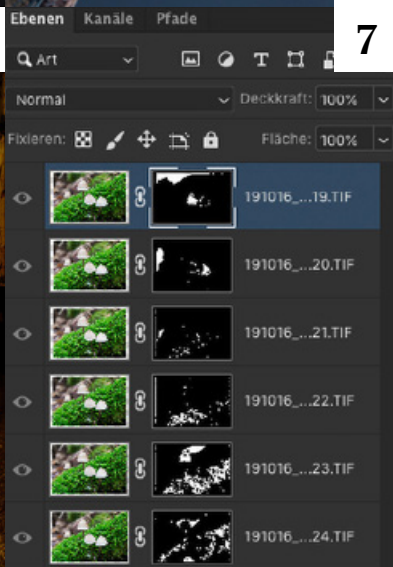 Ebenen Kanäle Pfade
7
Art
Normal Deckkraft: 100%
Fixieren: Fläche: 100%
191016_...19.TIF
191016_...20.TIF
191016_...21.TIF
191016_...22.TIF
191016_...23.TIF
191016_...24.TIF